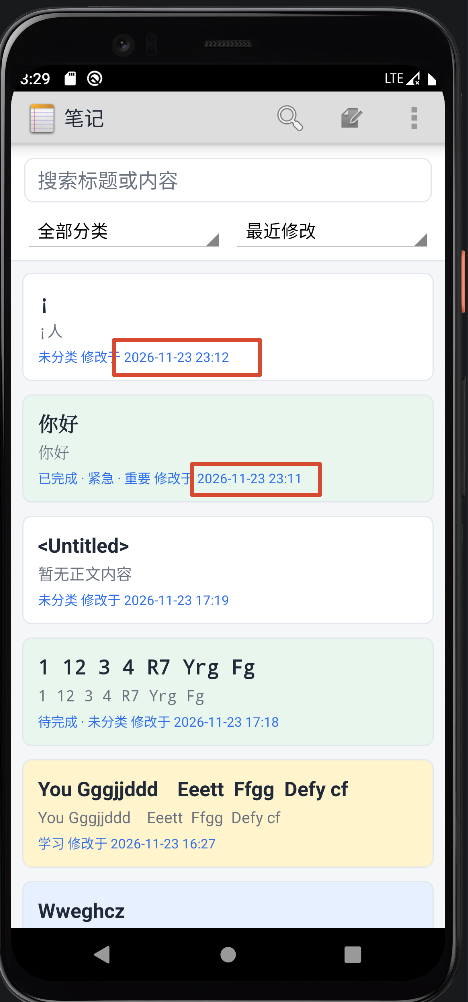 3:29
LTE
笔记
搜索标题或内容
全部分类 最近修改
¡
¡人
未分类 修改于 2026-11-23 23:12
你好
你好
已完成 · 紧急 · 重要 修改于 2026-11-23 23:11
<Untitled>
暂无正文内容
未分类 修改于 2026-11-23 17:19
1 12 3 4 R7 Yrg Fg
1 12 3 4 R7 Yrg Fg
待完成 · 未分类 修改于 2026-11-23 17:18
You Gggjjddd Eeett Ffgg Defy cf
You Gggjjddd Eeett Ffgg Defy cf
学习 修改于 2026-11-23 16:27
Wweghcz